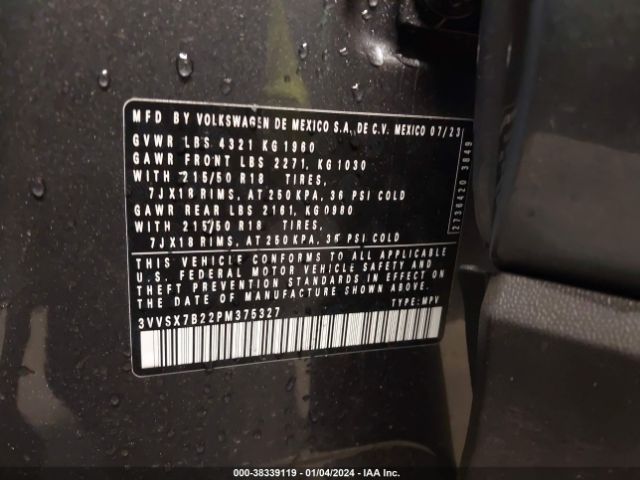 MFD BY VOLKSWAGEN DE MEXICO S.A. DE C.V. MEXICO 07/23
GVWR LBS 4321 KG 1960
GAWR FRONT LBS 2271, KG 1030
WITH 215/50 R18 TIRES,
7JX18 RIMS, AT 250 KPA, 36 PSI COLD
GAWR REAR LBS 2161, KG 0980
WITH 215/50 R18 TIRES,
7JX18 RIMS, AT 250 KPA, 36 PSI COLD
2736420 3849
THIS VEHICLE CONFORMS TO ALL APPLICABLE
U.S. FEDERAL MOTOR VEHICLE SAFETY AND
THEFT PREVENTION STANDARDS IN EFFECT ON
THE DATE OF MANUFACTURE SHOWN ABOVE.
3VVSX7B22PM375327 TYPE: MPV
000-38339119 - 01/04/2024 - IAA Inc.